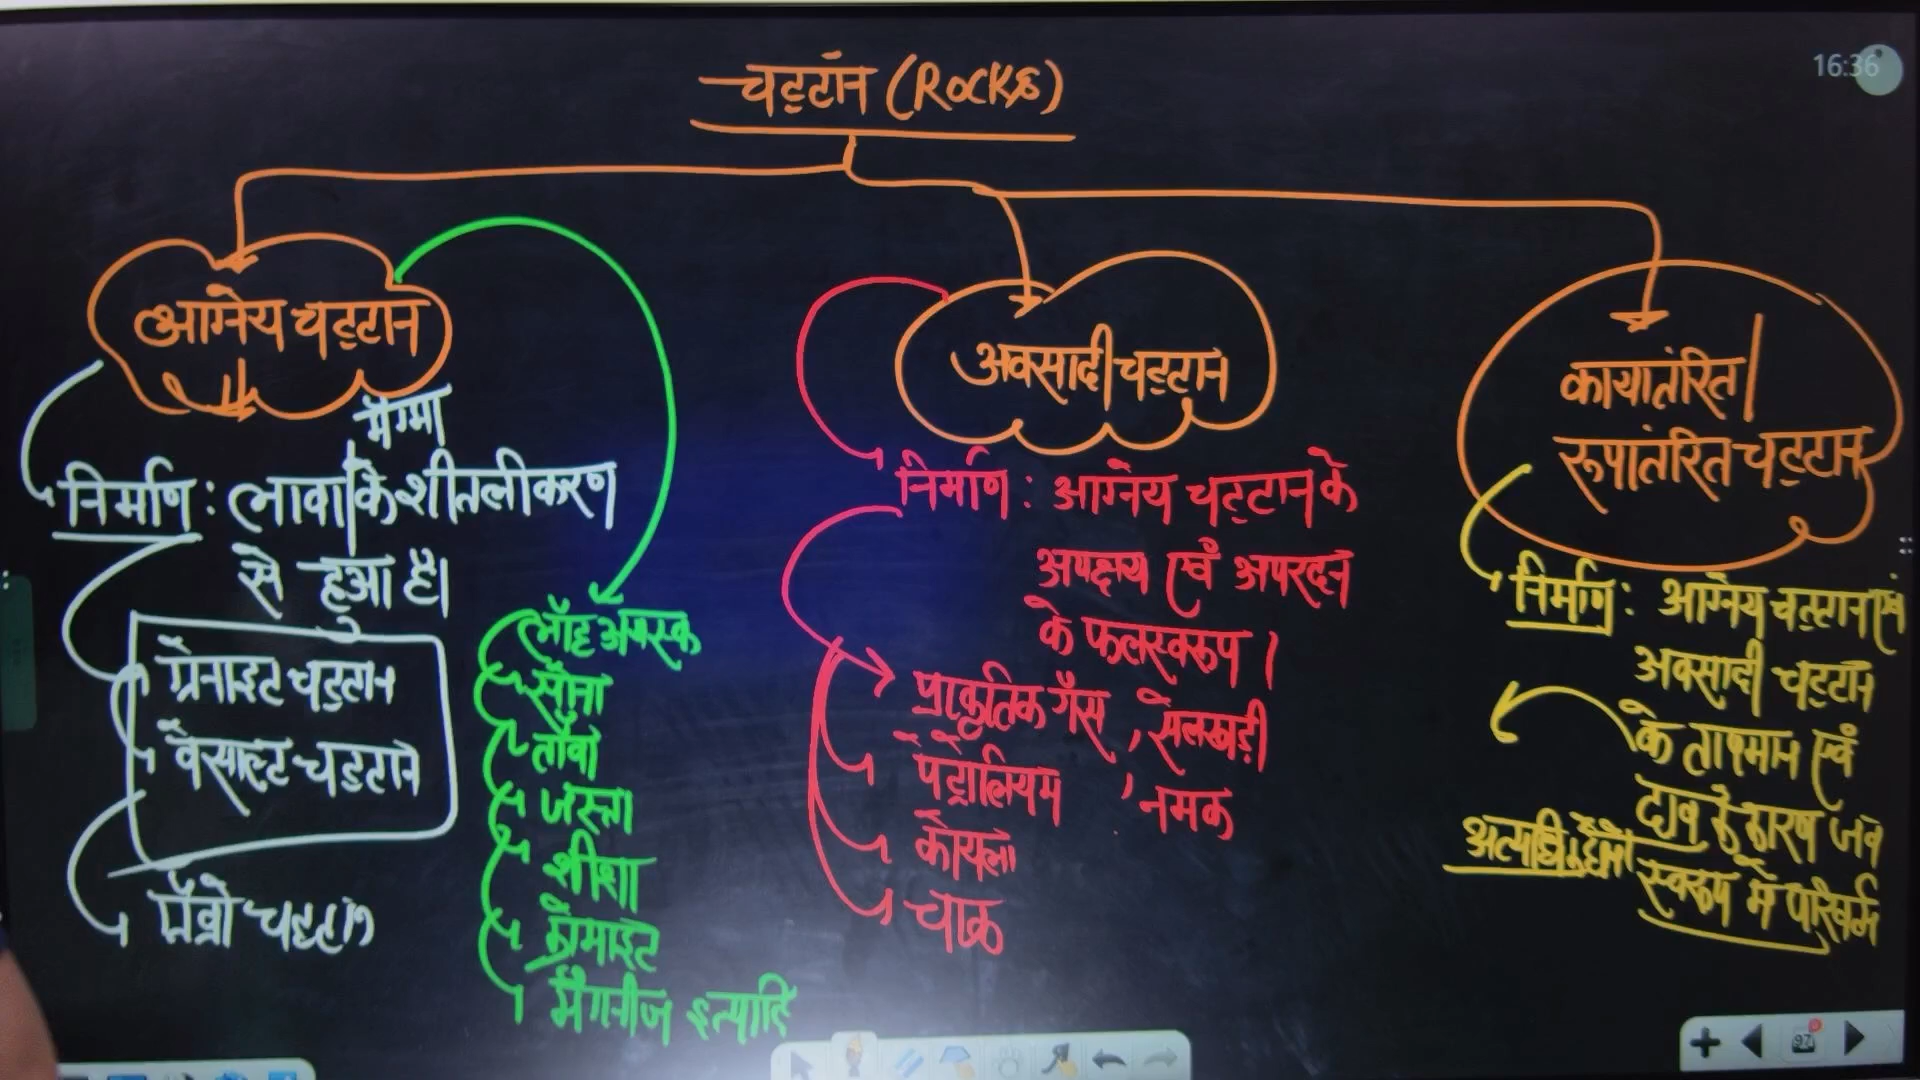 चट्टान (Rocks)
16:36
आग्नेय चट्टान
मैग्मा
निर्माण : लावा के शीतलीकरण
से हुआ है।
ग्रेनाइट चट्टान
बेसाल्ट चट्टान
गैब्रो चट्टान
लौह अयस्क
सोना
तांबा
जस्ता
शीशा
क्रोमाइट
मैंगनीज इत्यादि
अवसादी चट्टान
निर्माण : आग्नेय चट्टान के
अपक्षय एवं अपरदन
के फलस्वरूप ।
प्राकृतिक गैस , सेलखड़ी
पेट्रोलियम , नमक
कोयला
चाक
कायांतरित/
रूपांतरित चट्टान
निर्माण : आग्नेय चट्टान एवं
अवसादी चट्टान
के तापमान एवं
दाब के कारण जब
स्वरूप में परिवर्तन
97